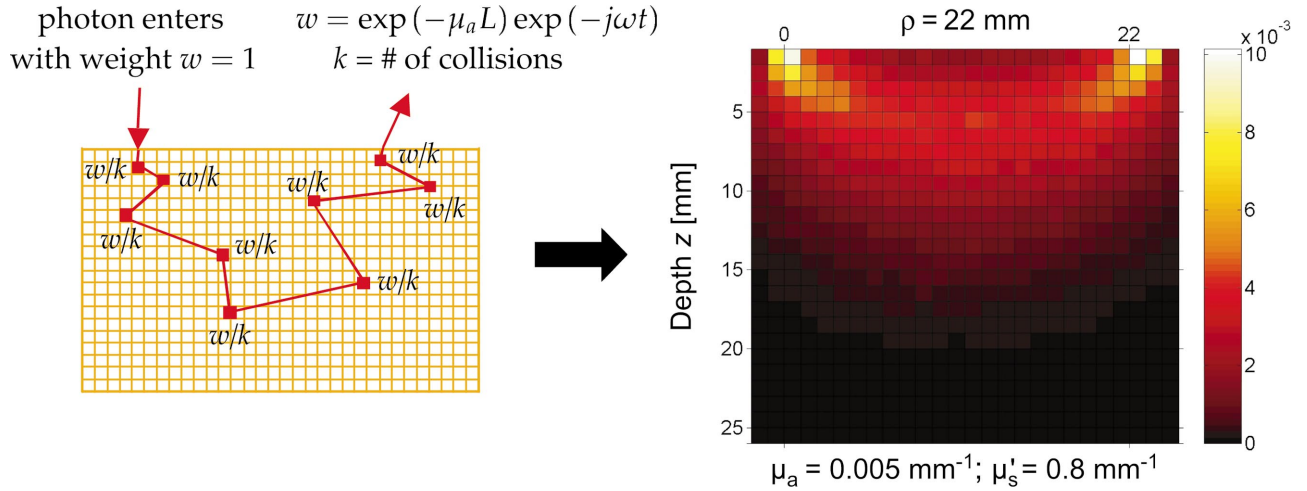 photon enters
with weight w = 1
w = exp (−μₐL) exp (−jωt)
k = # of collisions
w/k
w/k
w/k
w/k
w/k
w/k
w/k
w/k
w/k
ρ = 22 mm
0
22
x 10⁻³
Depth z [mm]
5
10
15
20
25
10
8
6
4
2
0
μₐ = 0.005 mm⁻¹; μₛ' = 0.8 mm⁻¹